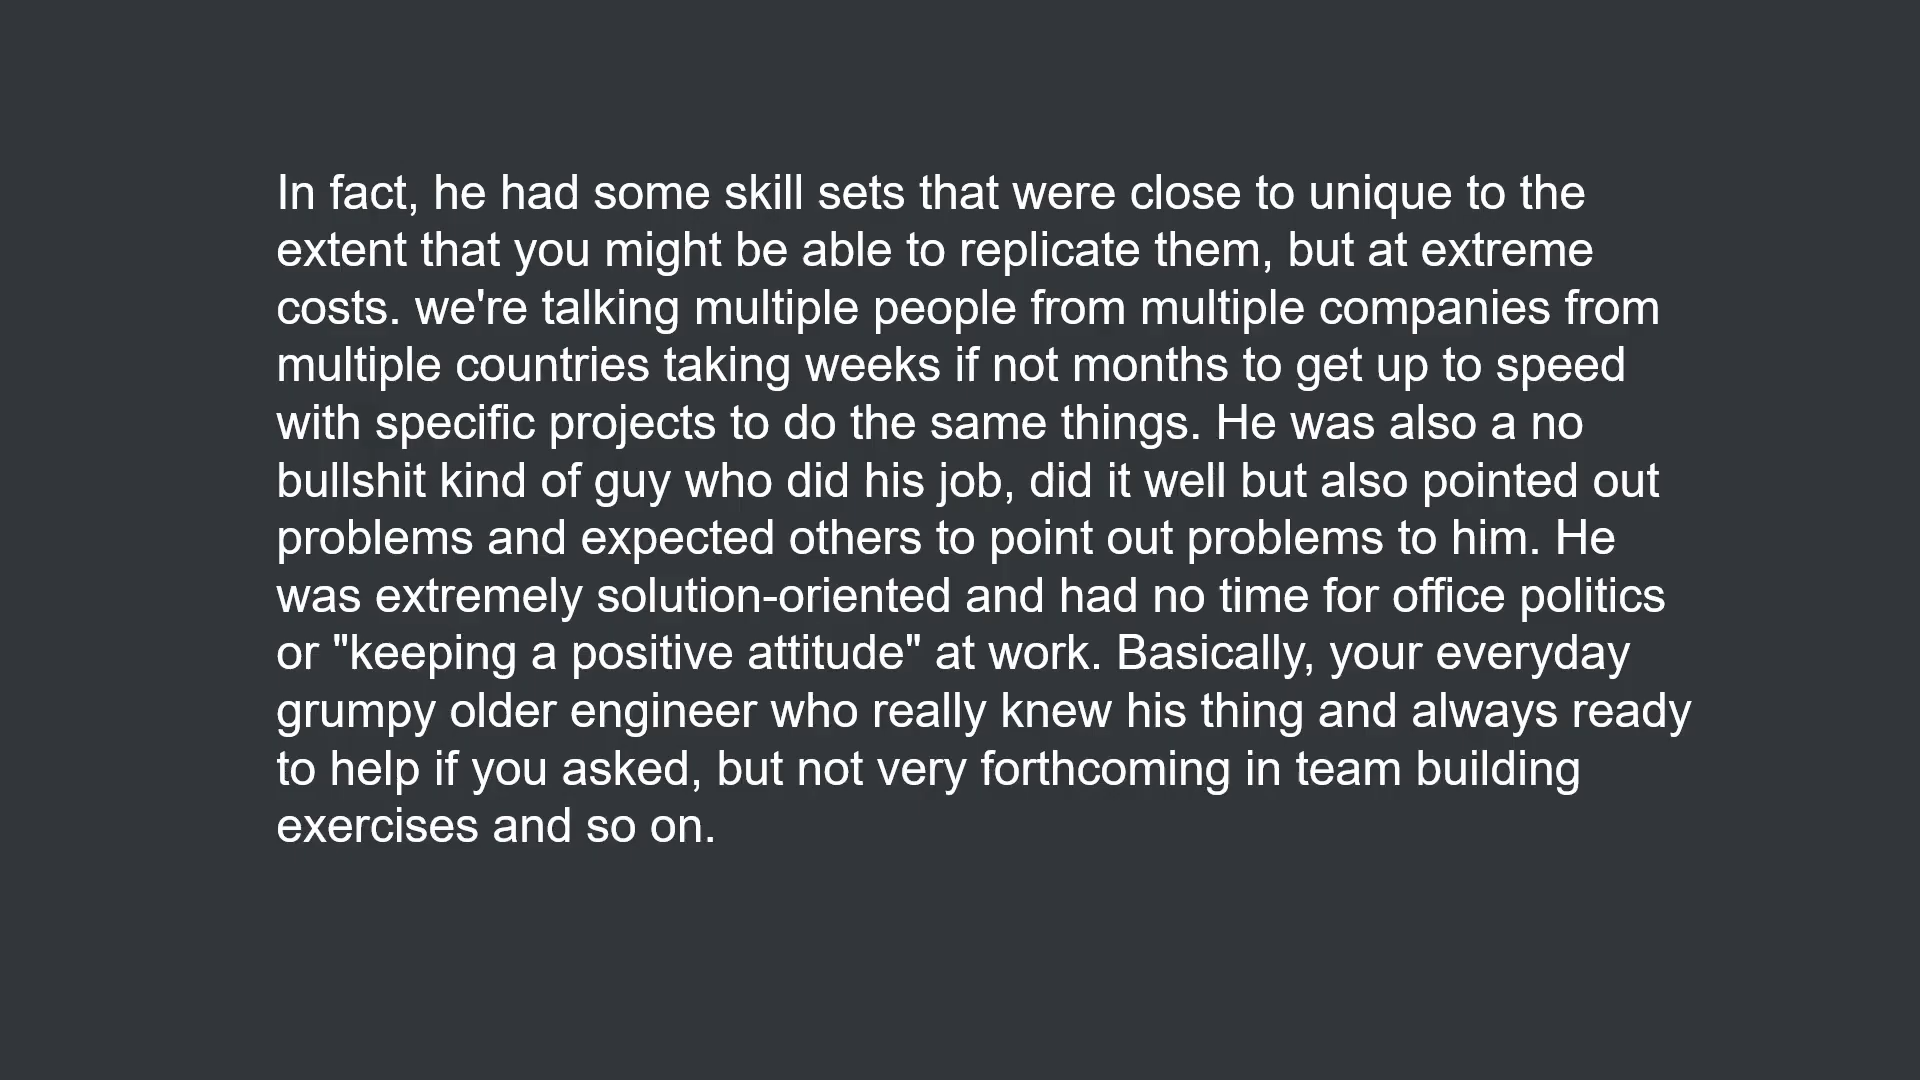 In fact, he had some skill sets that were close to unique to the
extent that you might be able to replicate them, but at extreme
costs. we're talking multiple people from multiple companies from
multiple countries taking weeks if not months to get up to speed
with specific projects to do the same things. He was also a no
bullshit kind of guy who did his job, did it well but also pointed out
problems and expected others to point out problems to him. He
was extremely solution-oriented and had no time for office politics
or "keeping a positive attitude" at work. Basically, your everyday
grumpy older engineer who really knew his thing and always ready
to help if you asked, but not very forthcoming in team building
exercises and so on.